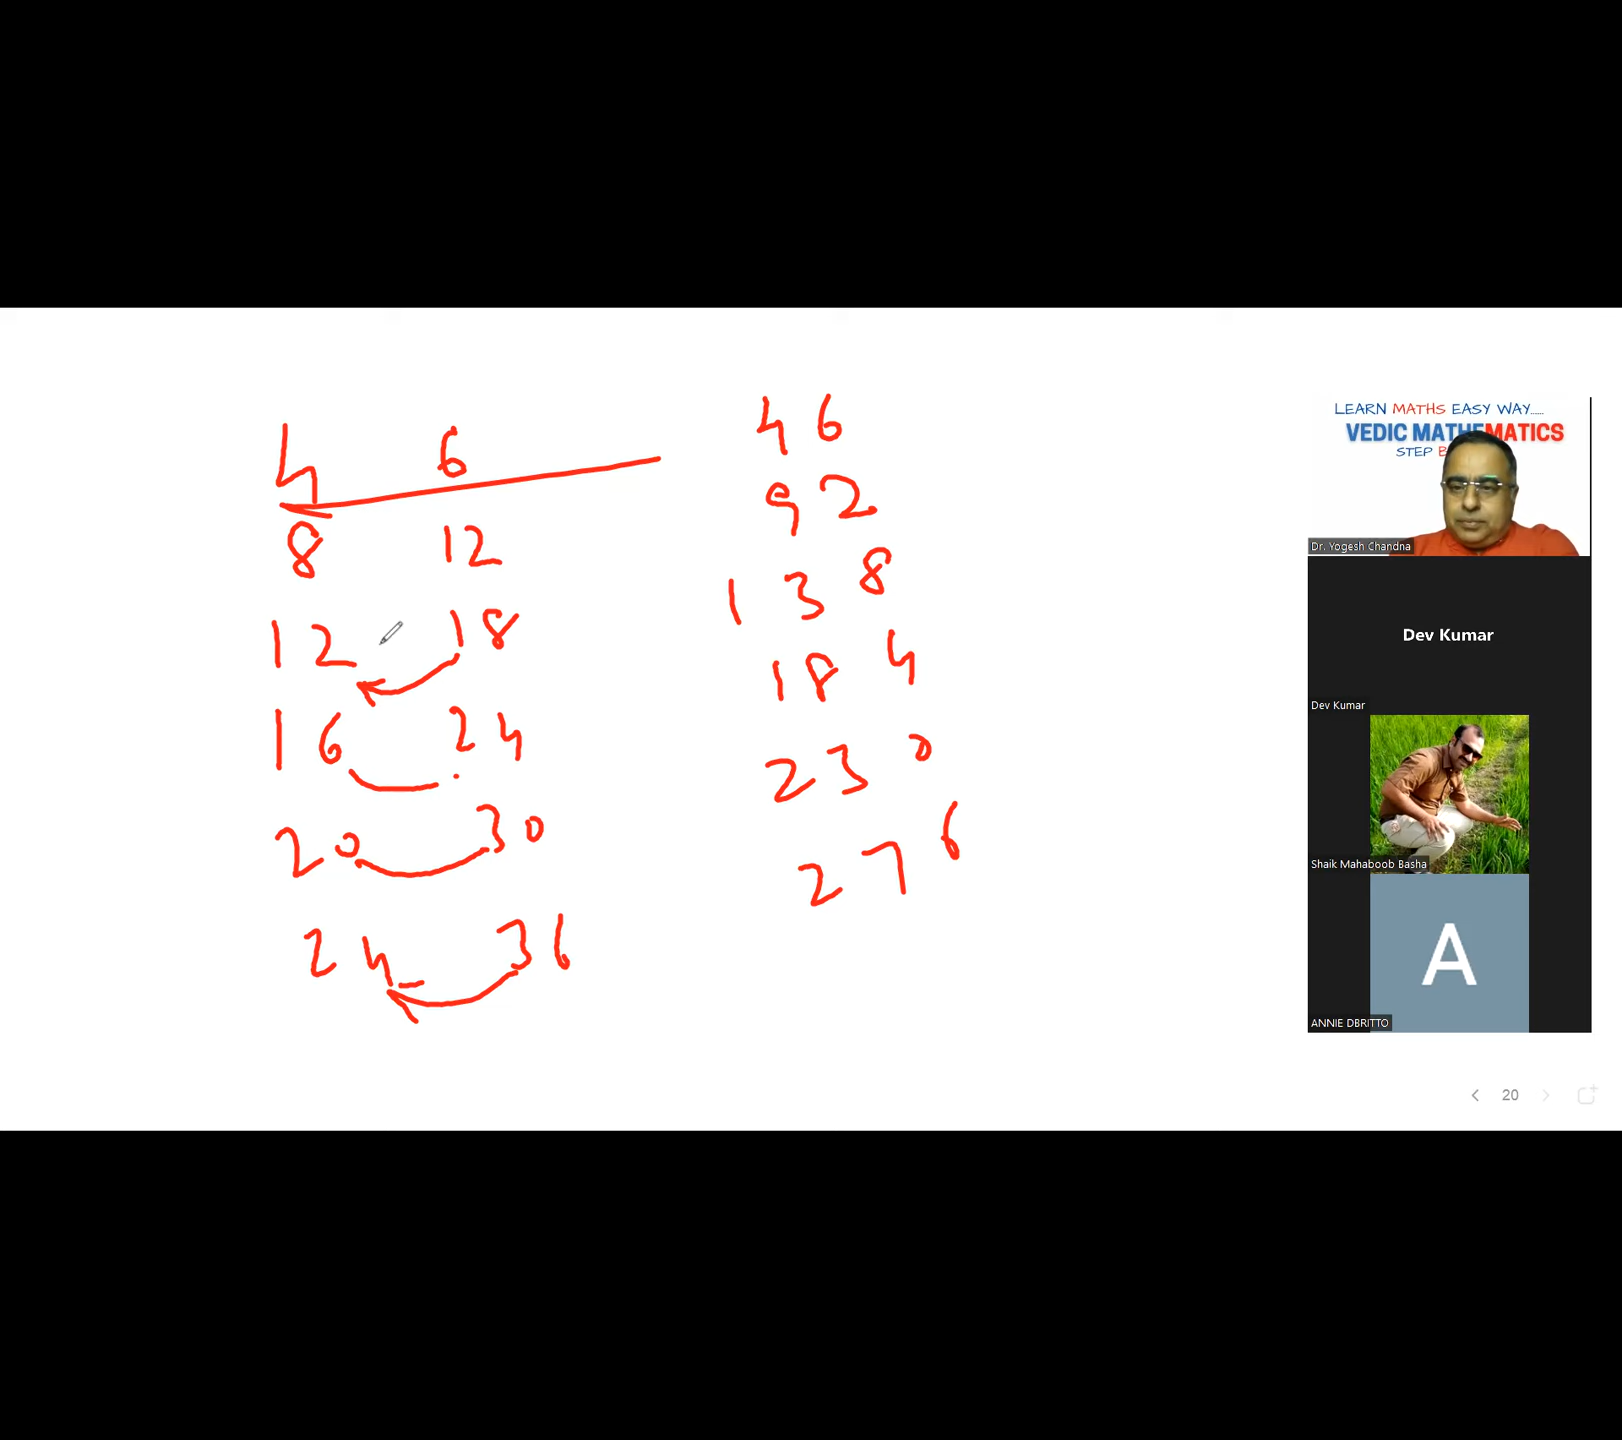 4 6
8 12
12 18
16 24
20 30
24 36
46
92
138
184
230
276
LEARN MATHS EASY WAY......
VEDIC MATHEMATICS
STEP B
Dr. Yogesh Chandna
Dev Kumar
Dev Kumar
Shaik Mahaboob Basha
A
ANNIE DBRITTO
20